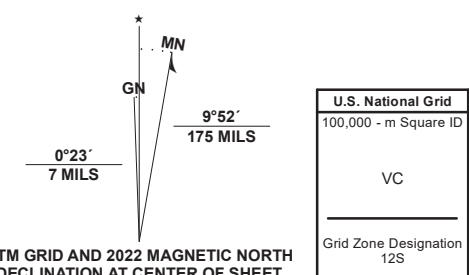 ★
MN
GN
9°52´
175 MILS
0°23´
7 MILS
TM GRID AND 2022 MAGNETIC NORTH
DECLINATION AT CENTER OF SHEET
U.S. National Grid
100,000 - m Square ID
VC
Grid Zone Designation
12S